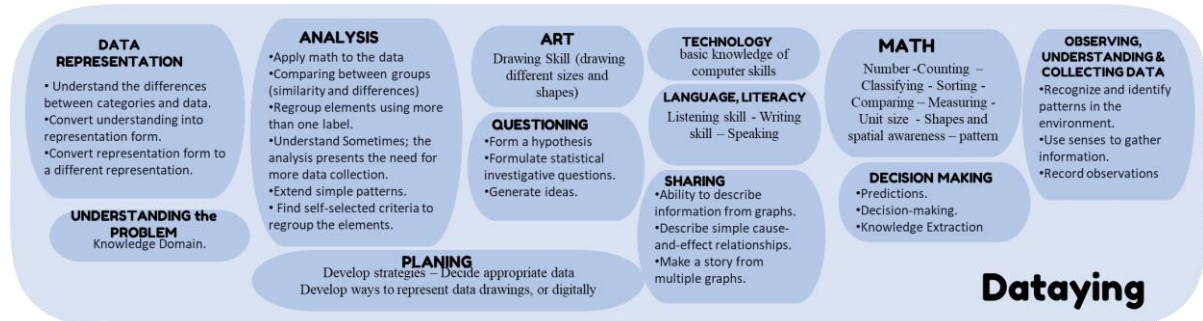 DATA
REPRESENTATION
• Understand the differences
between categories and data.
•Convert understanding into
representation form.
•Convert representation form to
a different representation.
UNDERSTANDING the
PROBLEM
Knowledge Domain.
ANALYSIS
•Apply math to the data
•Comparing between groups
(similarity and differences)
•Regroup elements using more
than one label.
•Understand Sometimes; the
analysis presents the need for
more data collection.
•Extend simple patterns.
• Find self-selected criteria to
regroup the elements.
PLANING
Develop strategies – Decide appropriate data
Develop ways to represent data drawings, or digitally
ART
Drawing Skill (drawing
different sizes and
shapes)
QUESTIONING
•Form a hypothesis
•Formulate statistical
investigative questions.
•Generate ideas.
TECHNOLOGY
basic knowledge of
computer skills
LANGUAGE, LITERACY
Listening skill - Writing
skill – Speaking
SHARING
•Ability to describe
information from graphs.
•Describe simple cause-
and-effect relationships.
•Make a story from
multiple graphs.
MATH
Number -Counting –
Classifying - Sorting -
Comparing – Measuring -
Unit size - Shapes and
spatial awareness – pattern
DECISION MAKING
•Predictions.
•Decision-making.
•Knowledge Extraction
OBSERVING,
UNDERSTANDING &
COLLECTING DATA
•Recognize and identify
patterns in the
environment.
•Use senses to gather
information.
•Record observations
Dataying